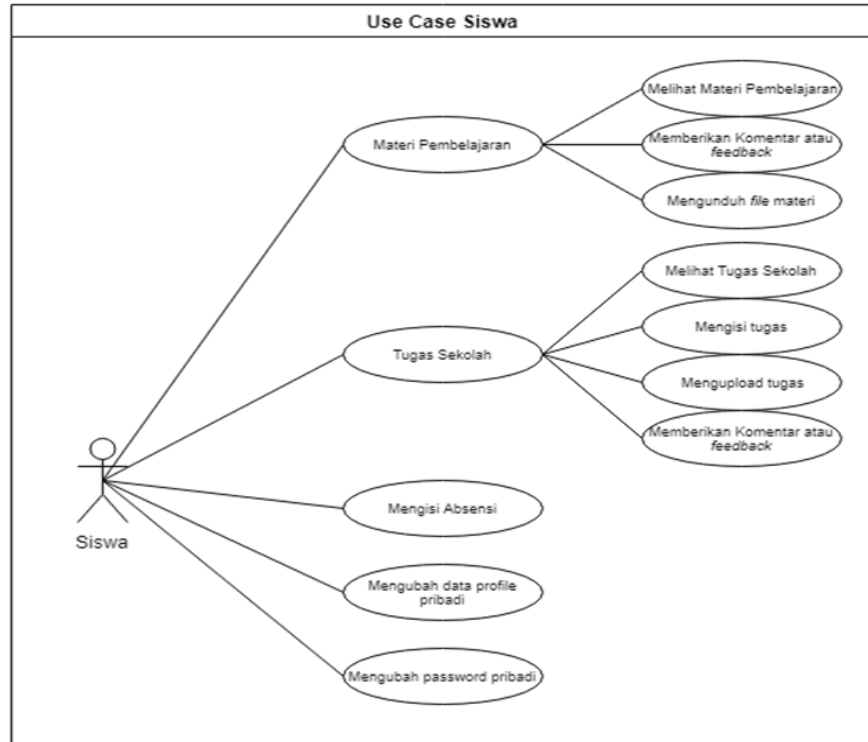 Use Case Siswa
Melihat Materi Pembelajaran
Materi Pembelajaran
Memberikan Komentar atau
feedback
Mengunduh file materi
Melihat Tugas Sekolah
Mengisi tugas
Tugas Sekolah
Mengupload tugas
Memberikan Komentar atau
feedback
Siswa
Mengisi Absensi
Mengubah data profile
pribadi
Mengubah password pribadi